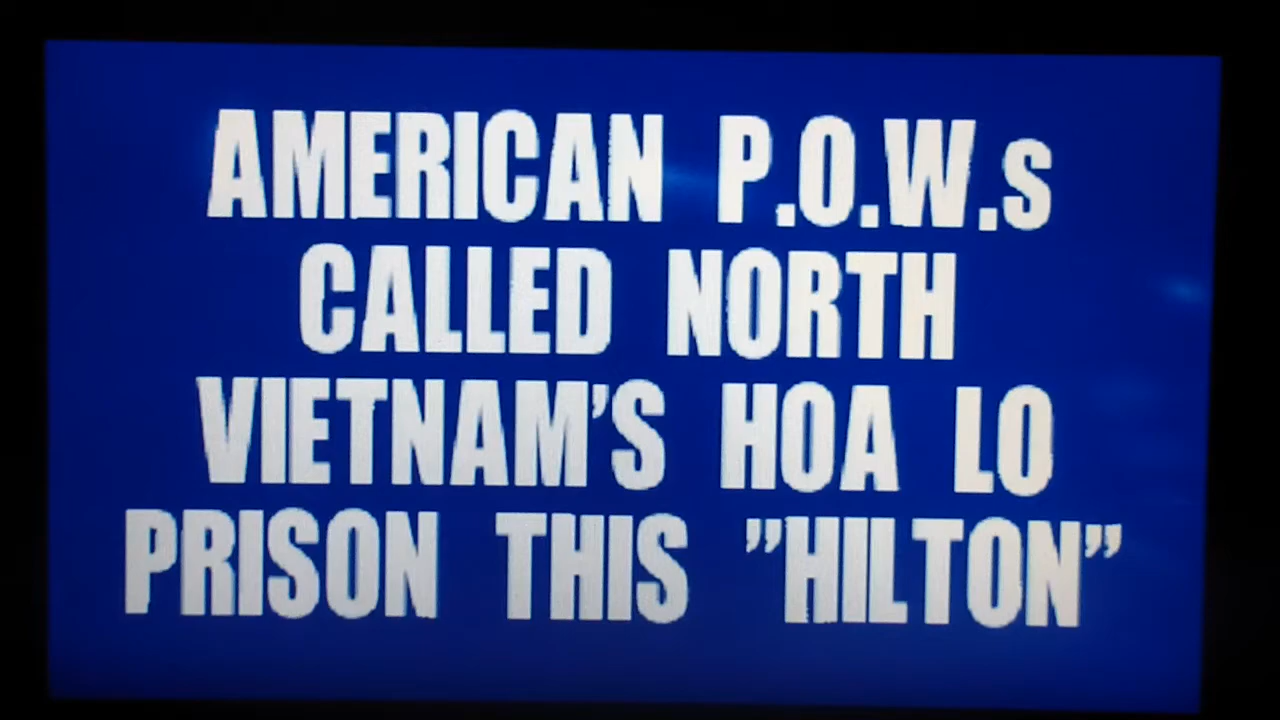 AMERICAN P.O.W.s
CALLED NORTH
VIETNAM'S HOA LO
PRISON THIS "HILTON"